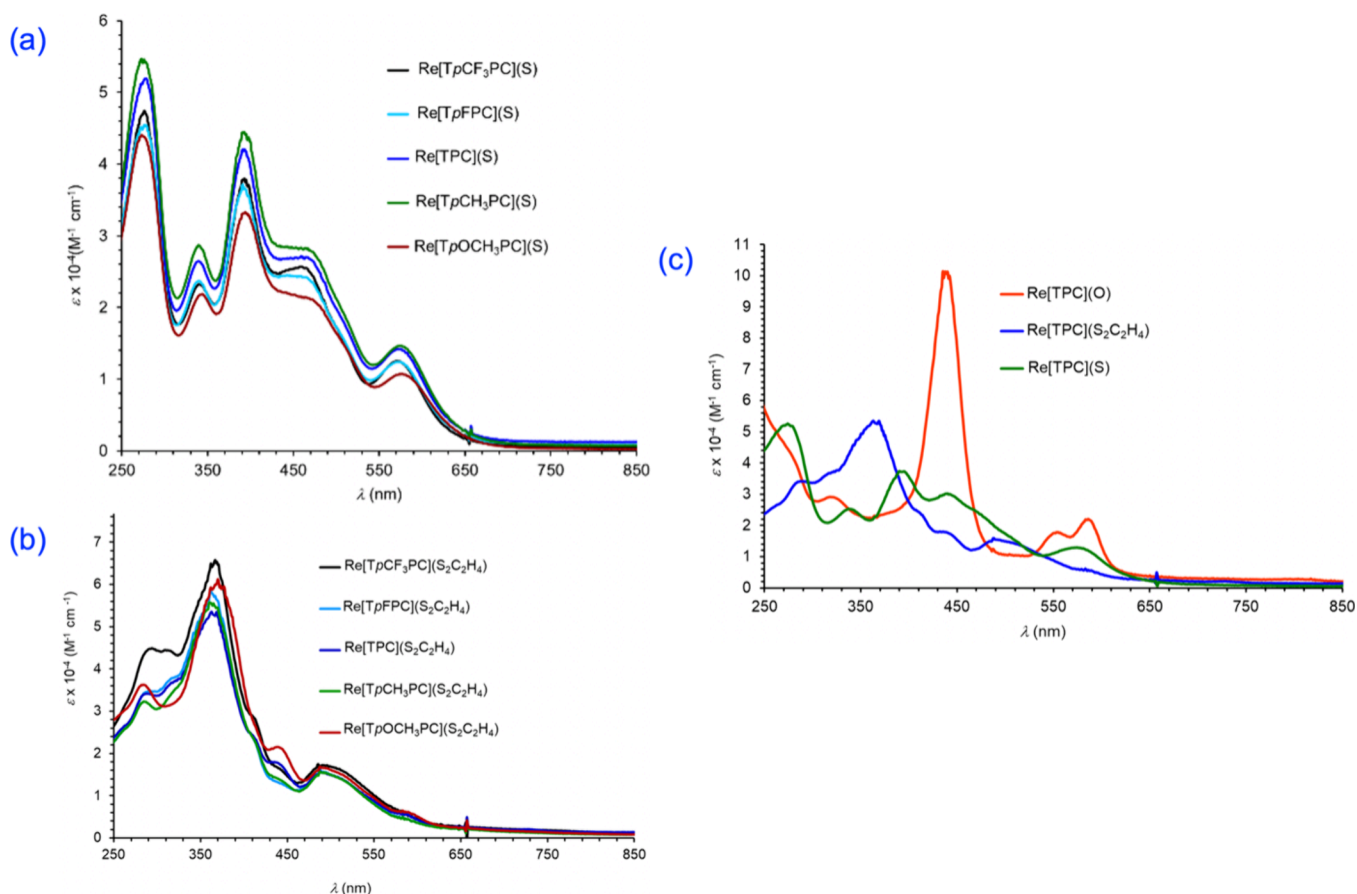 (a)
6
5
4
3
2
1
0
ε x 10⁻⁴(M⁻¹ cm⁻¹)
Re[TpCF₃PC](S)
Re[TpFPC](S)
Re[TPC](S)
Re[TpCH₃PC](S)
Re[TpOCH₃PC](S)
250 350 450 550 650 750 850
λ (nm)
(b)
7
6
5
4
3
2
1
0
ε x 10⁻⁴ (M⁻¹ cm⁻¹)
Re[TpCF₃PC](S₂C₂H₄)
Re[TpFPC](S₂C₂H₄)
Re[TPC](S₂C₂H₄)
Re[TpCH₃PC](S₂C₂H₄)
Re[TpOCH₃PC](S₂C₂H₄)
250 350 450 550 650 750 850
λ (nm)
(c)
11
10
9
8
7
6
5
4
3
2
1
0
ε x 10⁻⁴ (M⁻¹ cm⁻¹)
Re[TPC](O)
Re[TPC](S₂C₂H₄)
Re[TPC](S)
250 350 450 550 650 750 850
λ (nm)